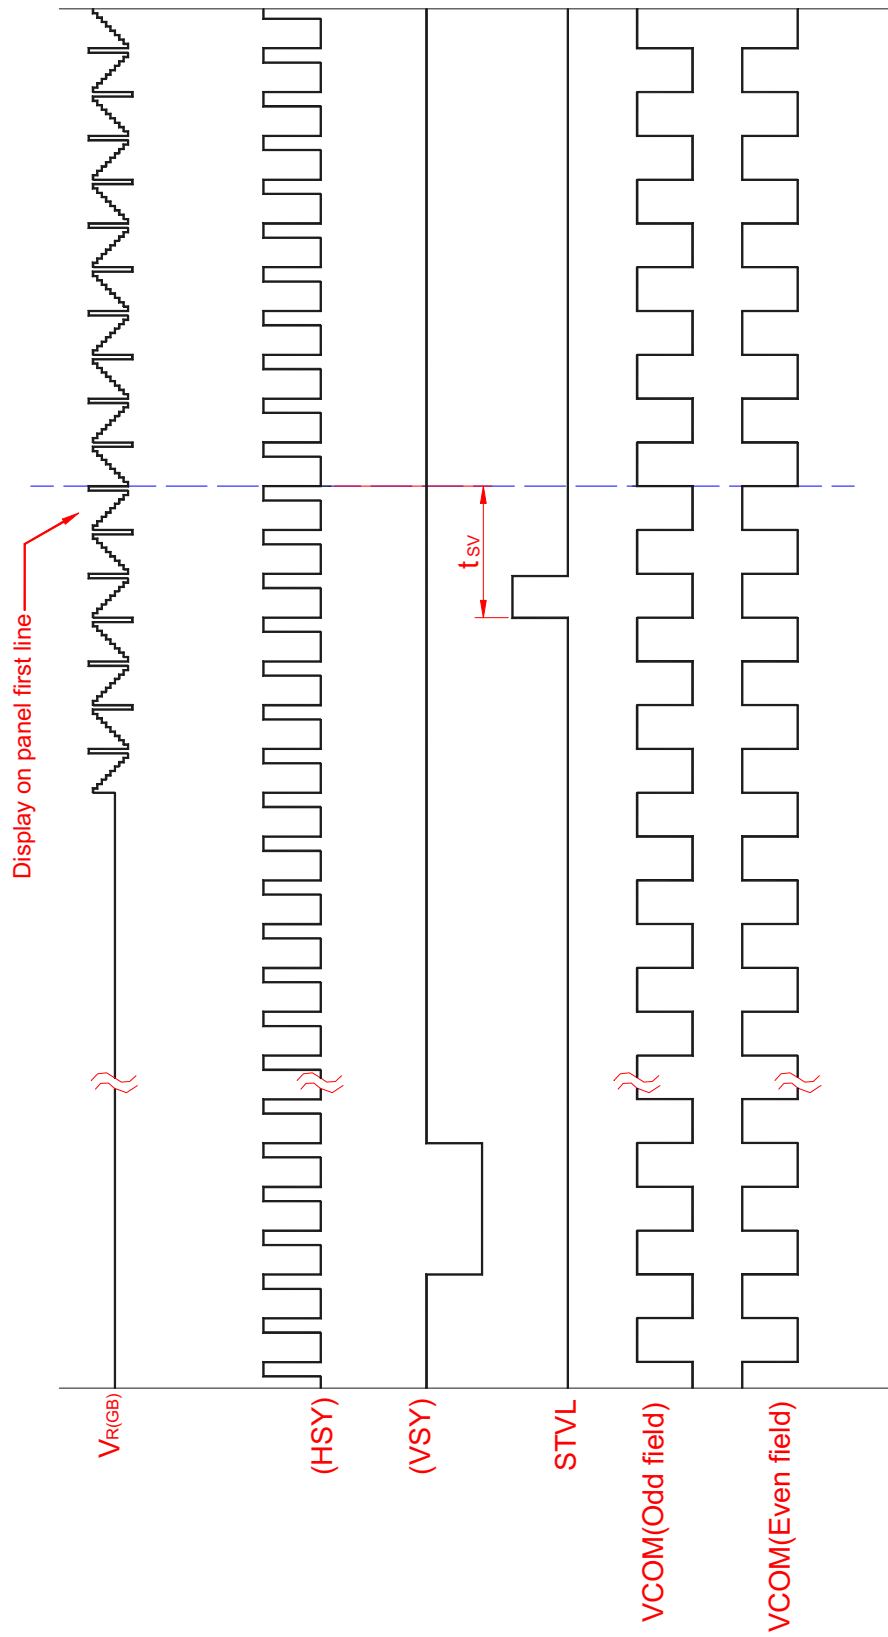 Display on panel first line
tSV
VR(GB)
(HSY)
(VSY)
STVL
VCOM(Odd field)
VCOM(Even field)